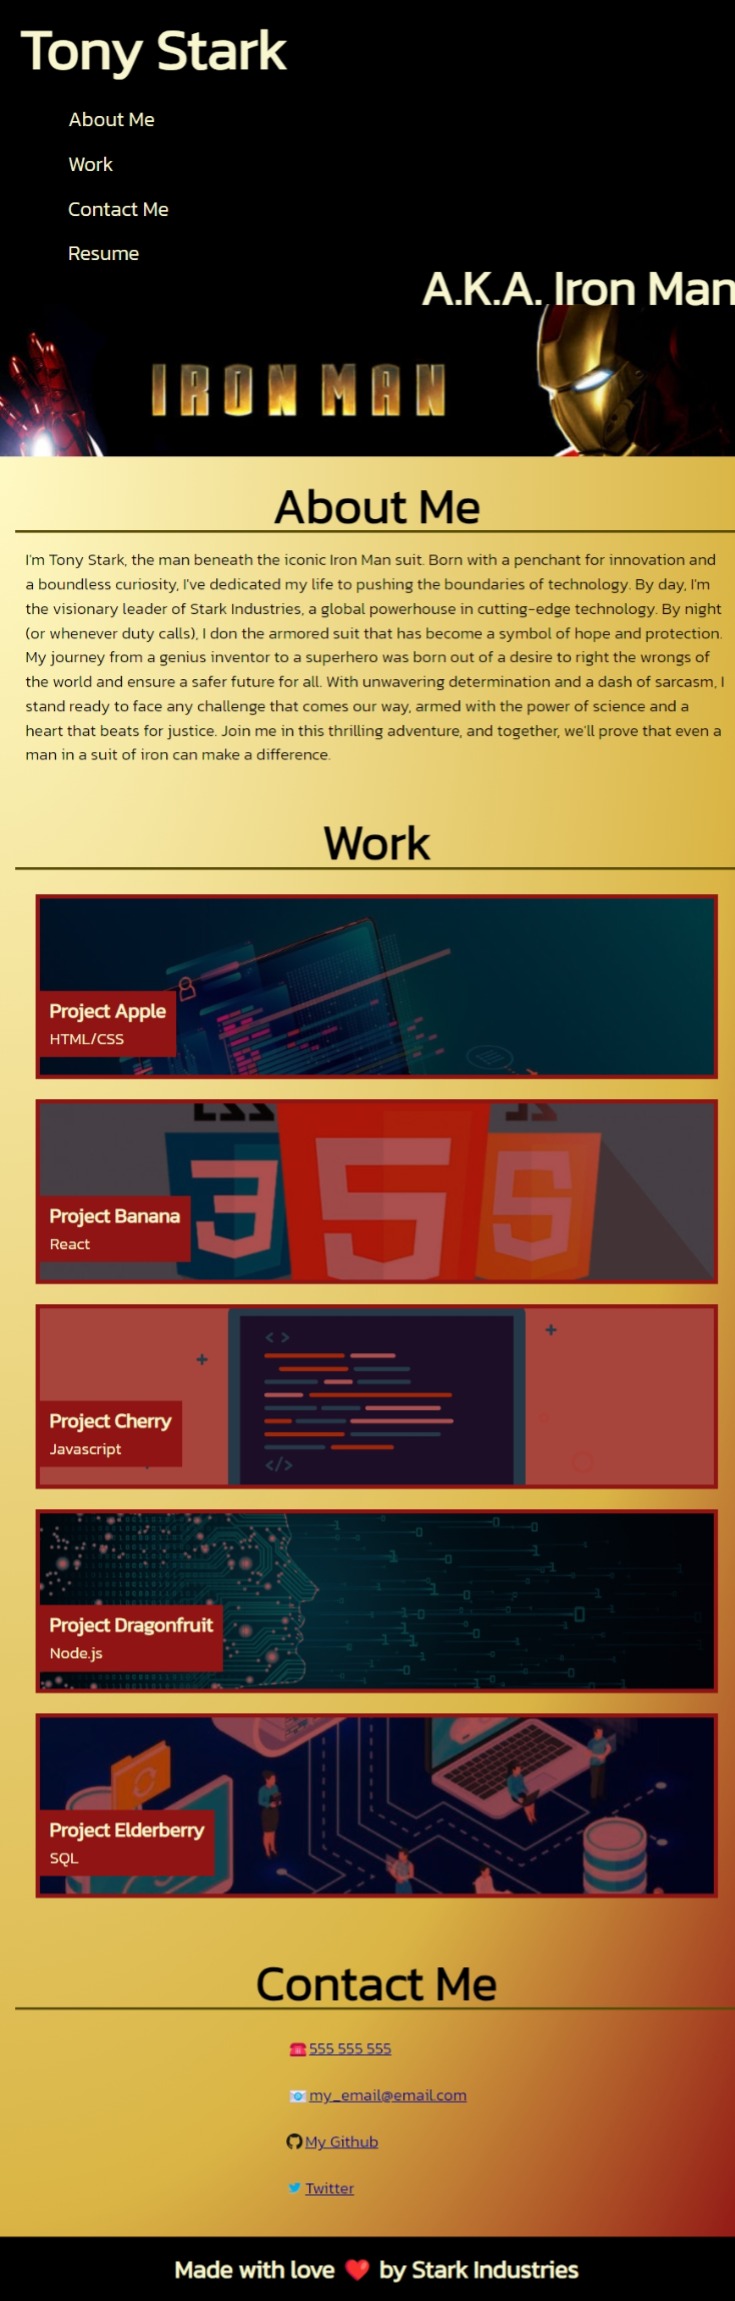 Tony Stark
About Me
Work
Contact Me
Resume
A.K.A. Iron Man
IRON MAN
About Me
I'm Tony Stark, the man beneath the iconic Iron Man suit. Born with a penchant for innovation and
a boundless curiosity, I've dedicated my life to pushing the boundaries of technology. By day, I'm
the visionary leader of Stark Industries, a global powerhouse in cutting-edge technology. By night
(or whenever duty calls), I don the armored suit that has become a symbol of hope and protection.
My journey from a genius inventor to a superhero was born out of a desire to right the wrongs of
the world and ensure a safer future for all. With unwavering determination and a dash of sarcasm, I
stand ready to face any challenge that comes our way, armed with the power of science and a
heart that beats for justice. Join me in this thrilling adventure, and together, we'll prove that even a
man in a suit of iron can make a difference.
Work
Project Apple
HTML/CSS
Project Banana
React
Project Cherry
Javascript
< >
</>
Project Dragonfruit
Node.js
Project Elderberry
SQL
Contact Me
☎️ 555 555 555
📧 my_email@email.com
My Github
Twitter
Made with love ❤️ by Stark Industries